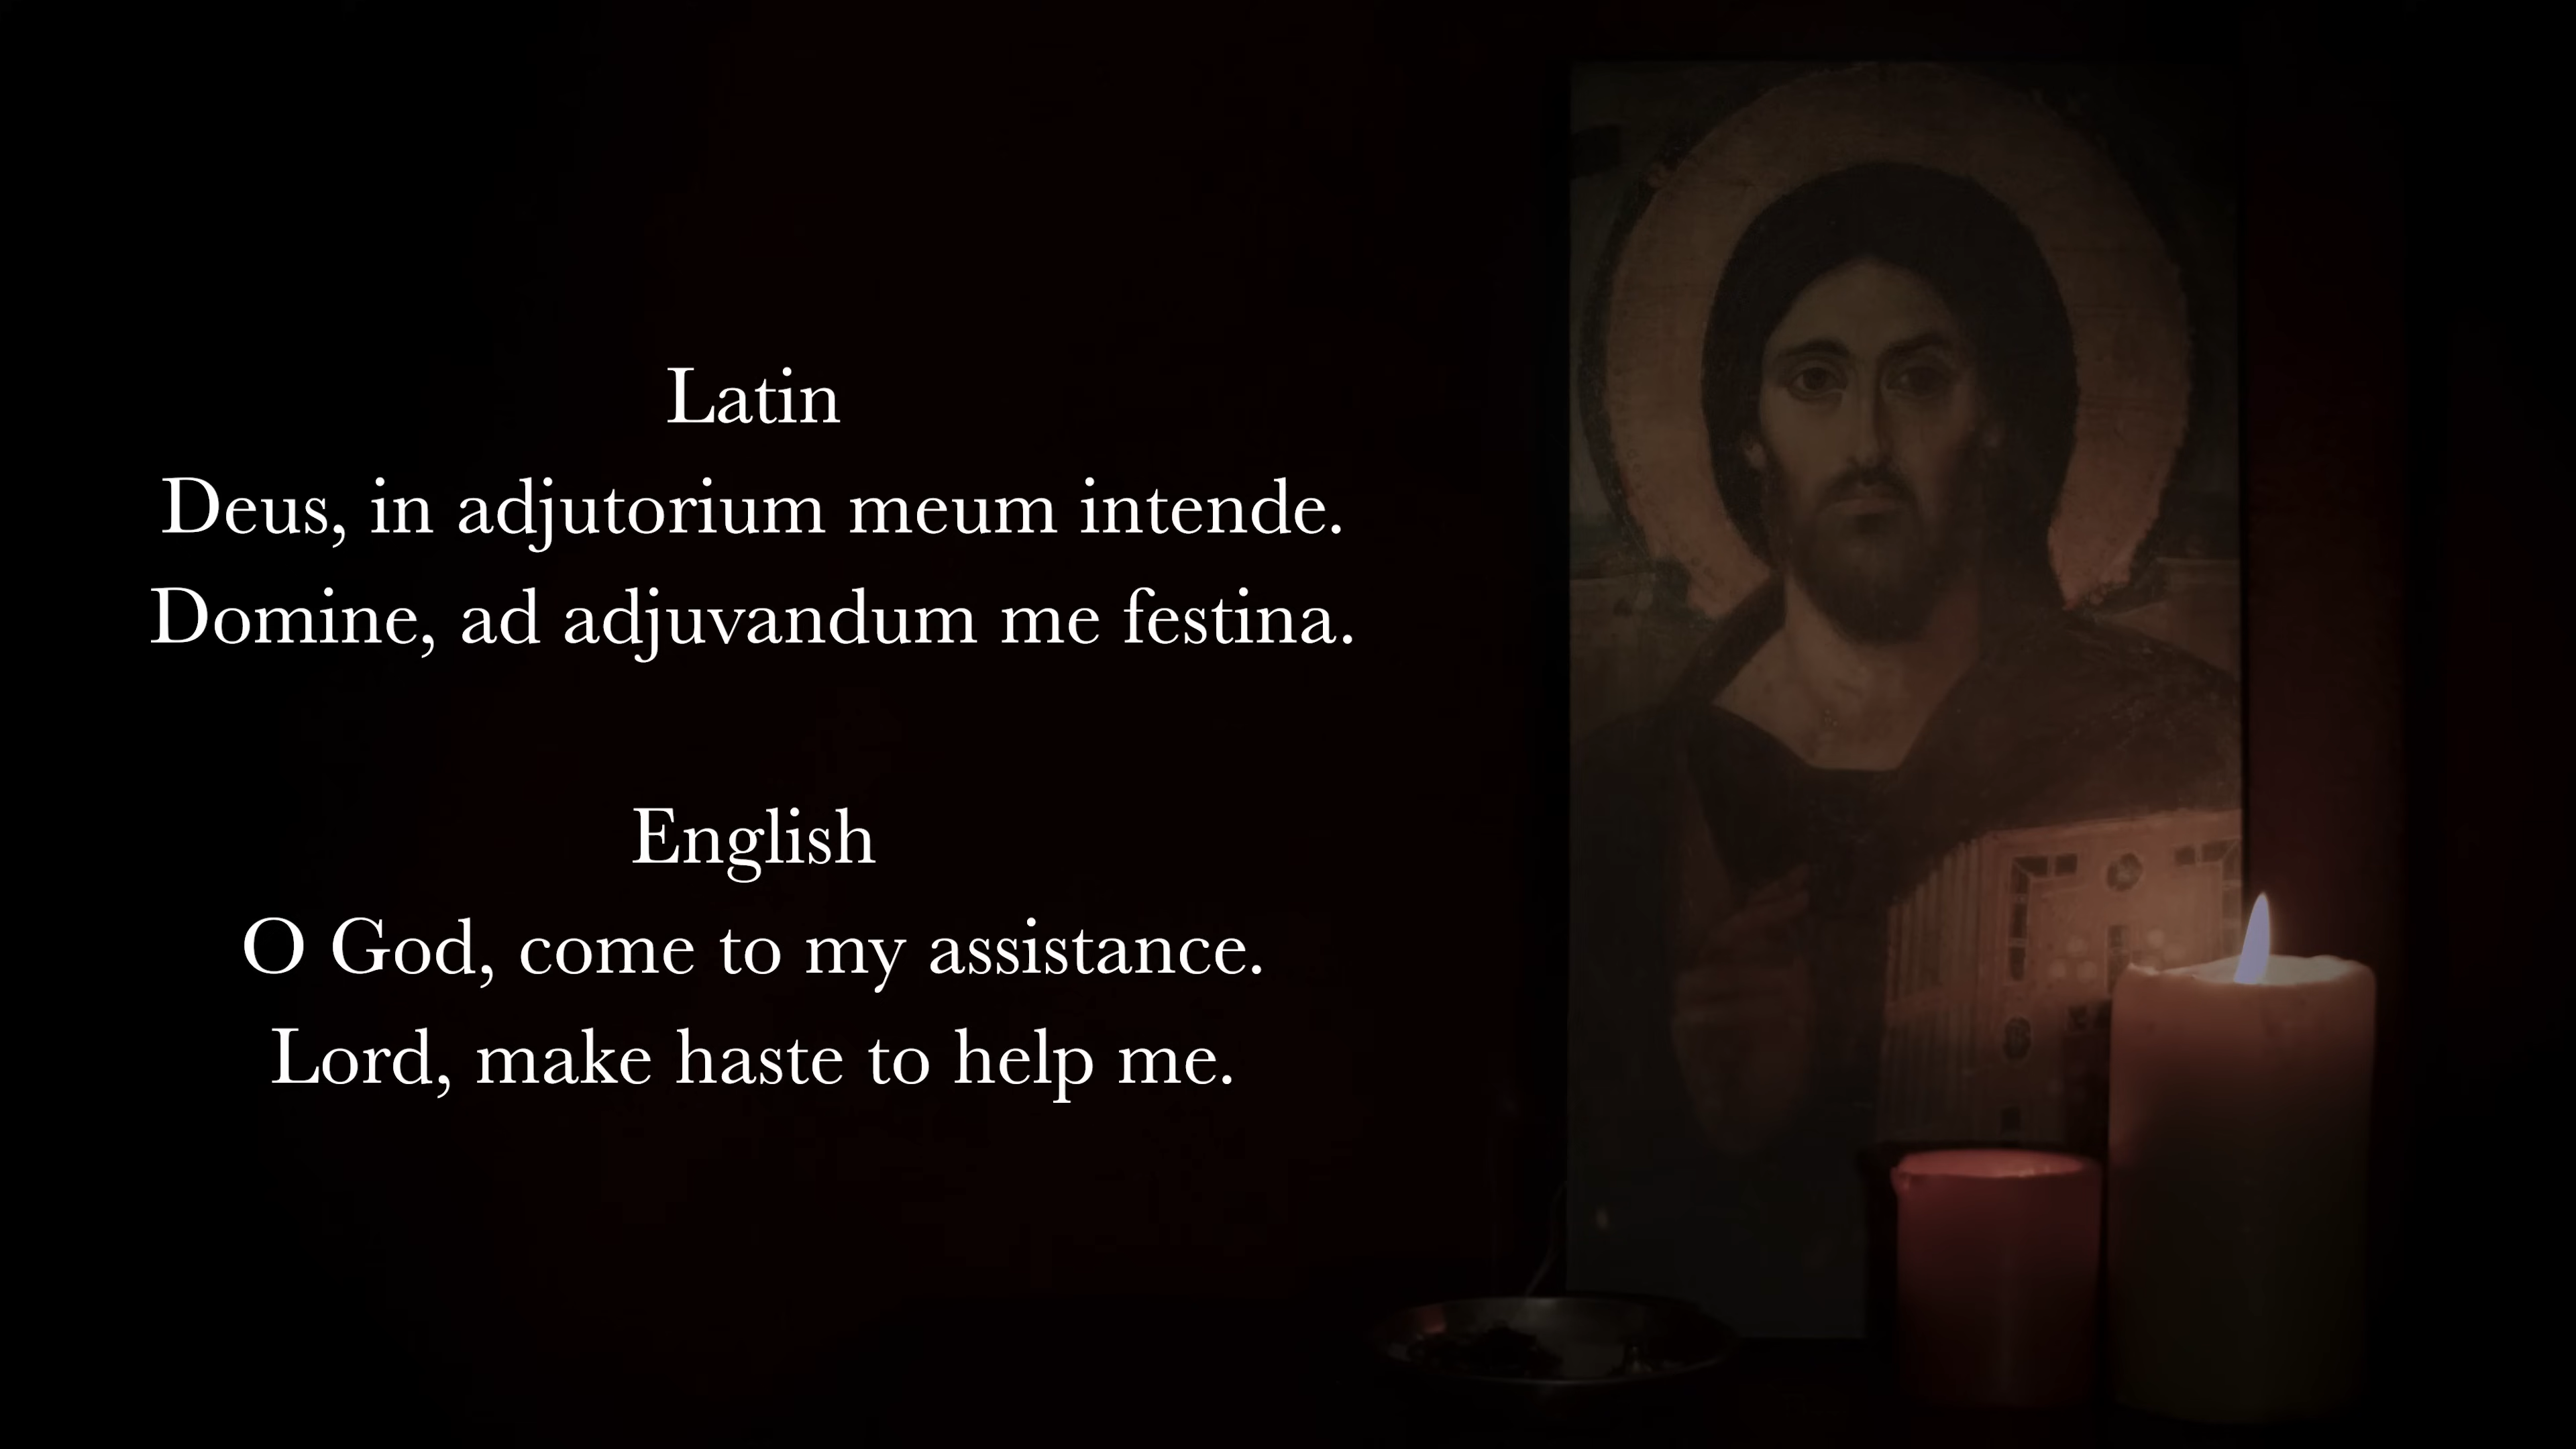 Latin
Deus, in adjutorium meum intende.
Domine, ad adjuvandum me festina.
English
O God, come to my assistance.
Lord, make haste to help me.